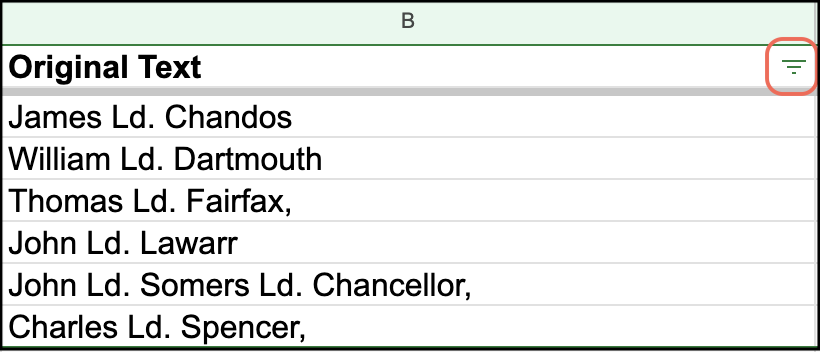 B
Original Text
James Ld. Chandos
William Ld. Dartmouth
Thomas Ld. Fairfax,
John Ld. Lawarr
John Ld. Somers Ld. Chancellor,
Charles Ld. Spencer,